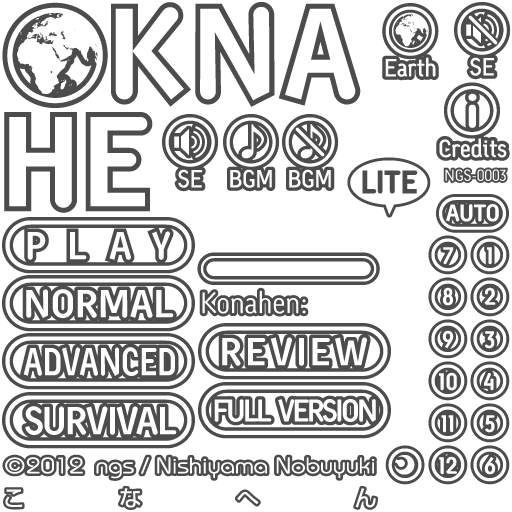 KNA
Earth
SE
HE
SE
BGM
BGM
Credits
NGS-0003
LITE
AUTO
PLAY
7
1
NORMAL
Konahen:
8
2
ADVANCED
REVIEW
9
3
10
4
SURVIVAL
FULL VERSION
11
5
©2012 ngs / Nishiyama Nobuyuki
12
6
こ な へ ん